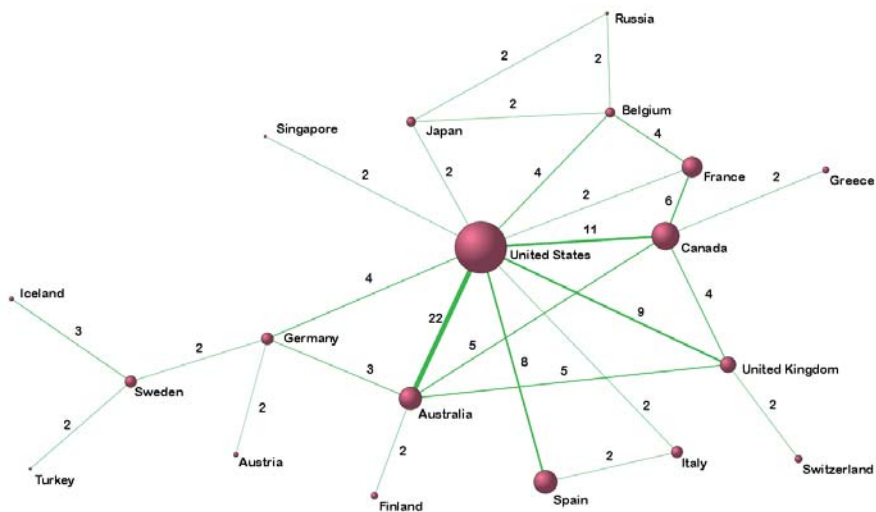 Russia
2
2
Belgium
2
Japan
Singapore
4
2
2
4
France
2
2
Greece
6
11
Canada
United States
4
Iceland
4
9
22
3
Germany
2
5
8
3
5
United Kingdom
Sweden
Australia
2
2
2
2
2
Austria
2
Italy
Switzerland
Turkey
Spain
Finland